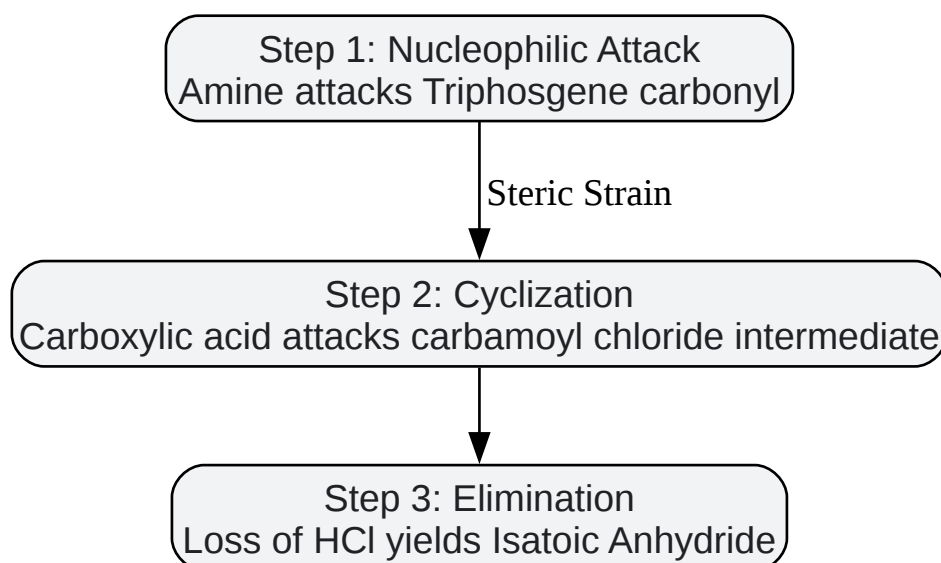 Step 1: Nucleophilic Attack
Amine attacks Triphosgene carbonyl
Steric Strain
Step 2: Cyclization
Carboxylic acid attacks carbamoyl chloride intermediate
Step 3: Elimination
Loss of HCl yields Isatoic Anhydride